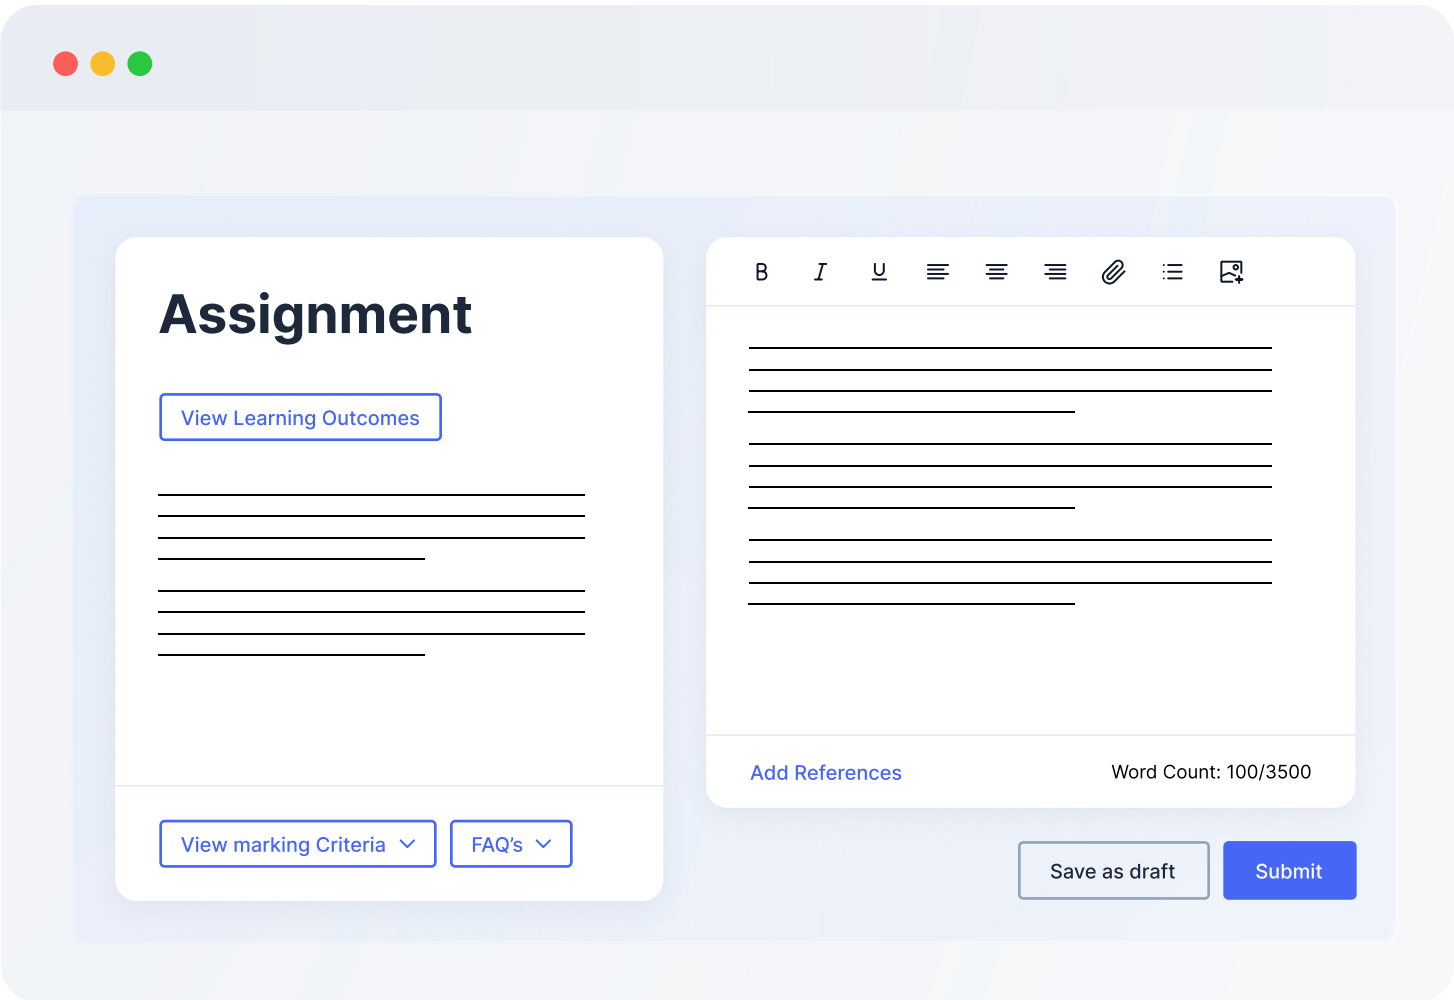 Assignment
View Learning Outcomes
View marking Criteria
FAQ’s
Add References
Word Count: 100/3500
Save as draft
Submit